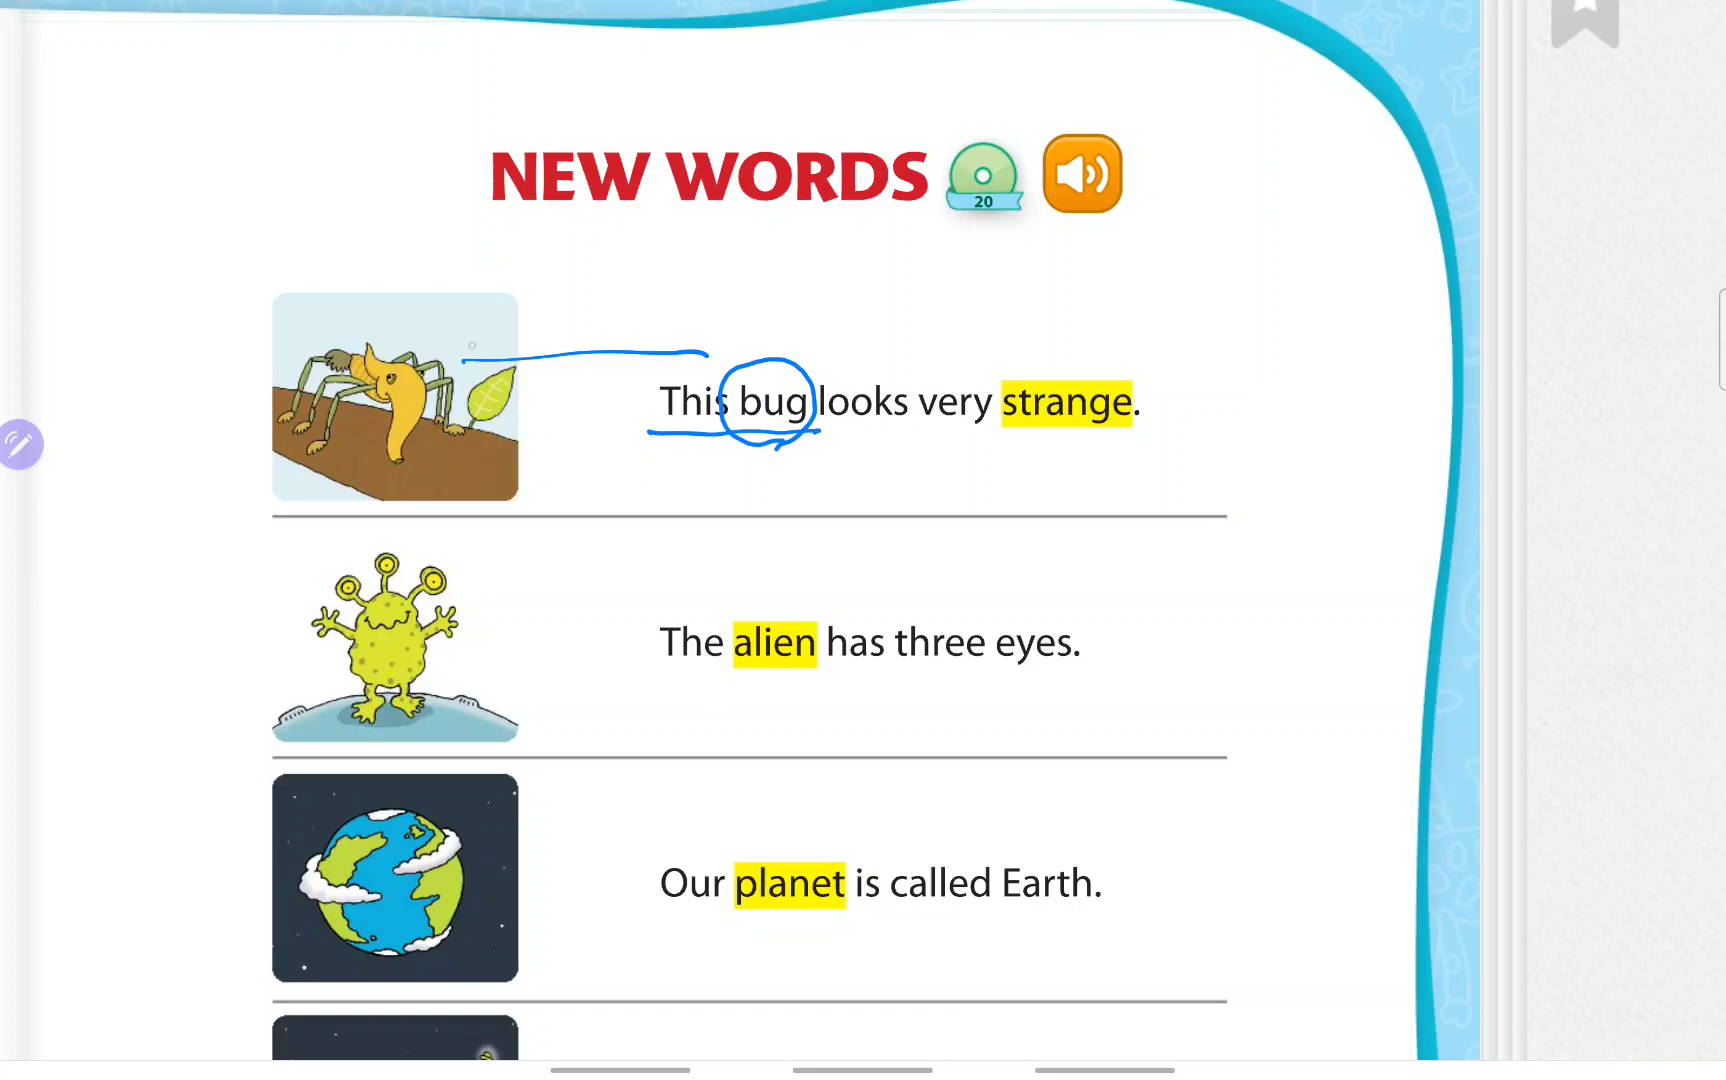 NEW WORDS
20
This bug looks very strange.
The alien has three eyes.
Our planet is called Earth.